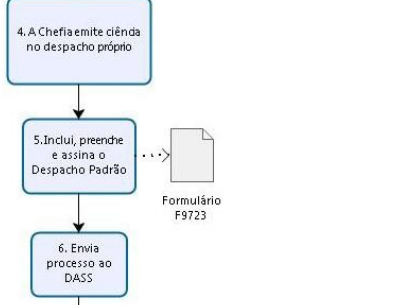 4. A Chefia emite ciência
no despacho próprio
5.Inclui, preenche
e assina o
Despacho Padrão
Formulário
F9723
6. Envia
processo ao
DASS